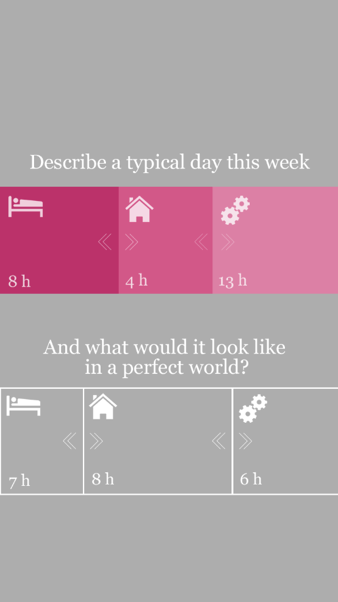 Describe a typical day this week
8 h
4 h
13 h
And what would it look like
in a perfect world?
7 h
8 h
6 h